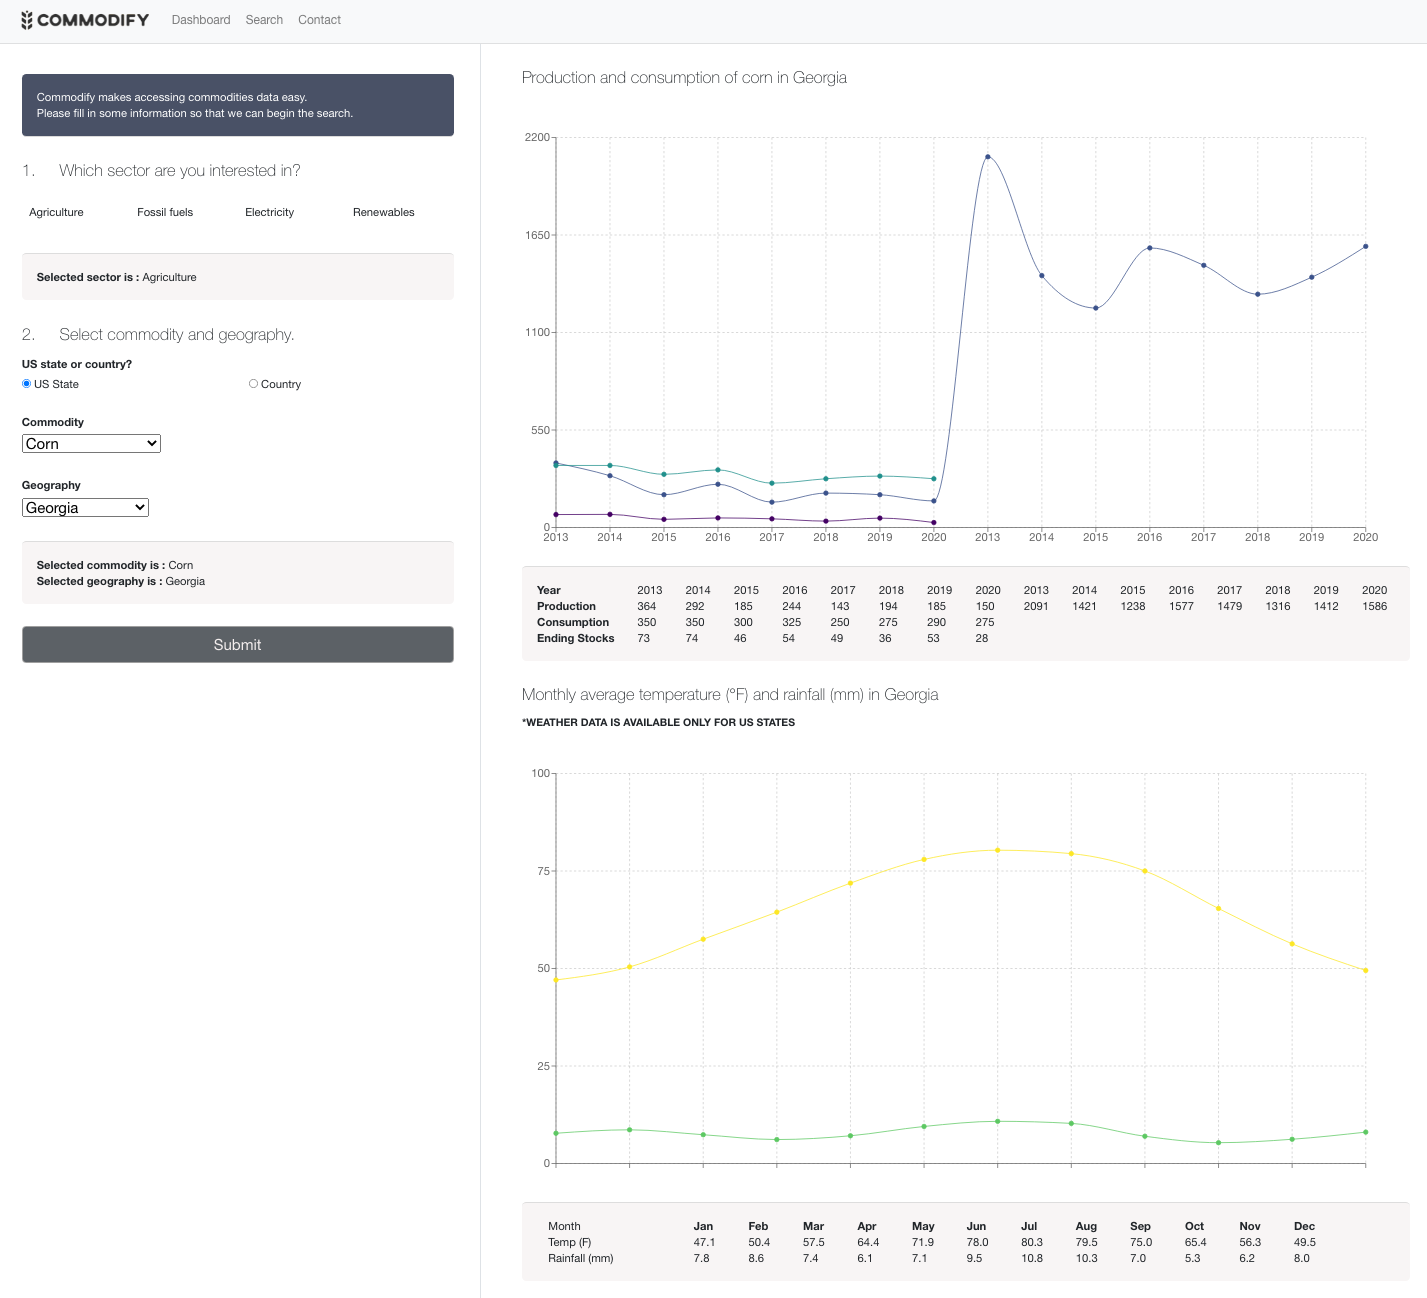 COMMODIFY Dashboard Search Contact
Commodify makes accessing commodities data easy.
Please fill in some information so that we can begin the search.
1. Which sector are you interested in?
Agriculture Fossil fuels Electricity Renewables
Selected sector is : Agriculture
2. Select commodity and geography.
US state or country?
US State Country
Commodity
Corn
Geography
Georgia
Selected commodity is : Corn
Selected geography is : Georgia
Submit
Production and consumption of corn in Georgia
2200
1650
1100
550
0
2013 2014 2015 2016 2017 2018 2019 2020 2013 2014 2015 2016 2017 2018 2019 2020
Year 2013 2014 2015 2016 2017 2018 2019 2020 2013 2014 2015 2016 2017 2018 2019 2020
Production 364 292 185 244 143 194 185 150 2091 1421 1238 1577 1479 1316 1412 1586
Consumption 350 350 300 325 250 275 290 275
Ending Stocks 73 74 46 54 49 36 53 28
Monthly average temperature (°F) and rainfall (mm) in Georgia
*WEATHER DATA IS AVAILABLE ONLY FOR US STATES
100
75
50
25
0
Month Jan Feb Mar Apr May Jun Jul Aug Sep Oct Nov Dec
Temp (F) 47.1 50.4 57.5 64.4 71.9 78.0 80.3 79.5 75.0 65.4 56.3 49.5
Rainfall (mm) 7.8 8.6 7.4 6.1 7.1 9.5 10.8 10.3 7.0 5.3 6.2 8.0